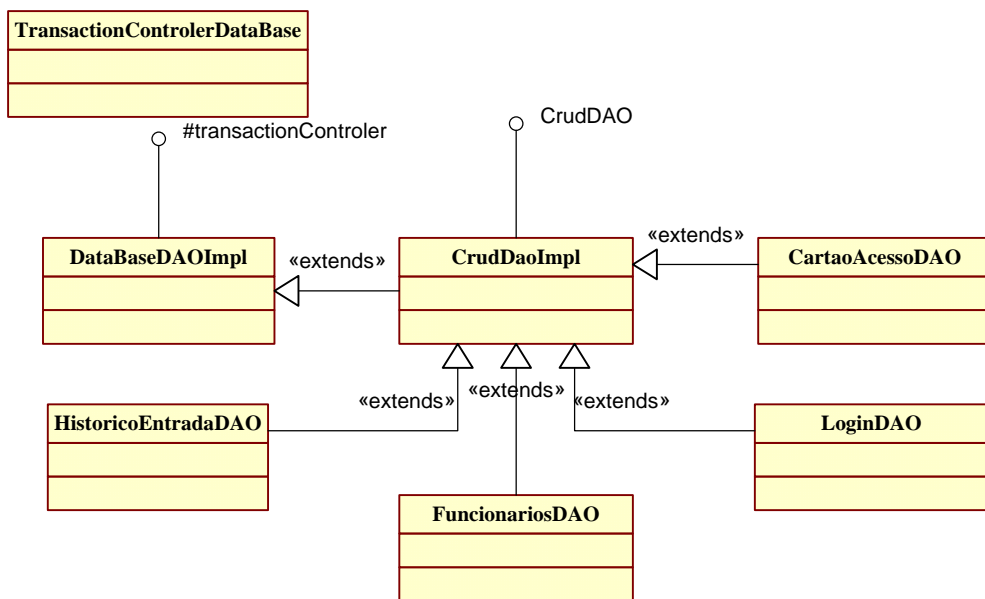 TransactionControlerDataBase
#transactionControler
CrudDAO
DataBaseDAOImpl
«extends»
CrudDaoImpl
«extends»
CartaoAcessoDAO
HistoricoEntradaDAO
«extends»
«extends»
«extends»
LoginDAO
FuncionariosDAO